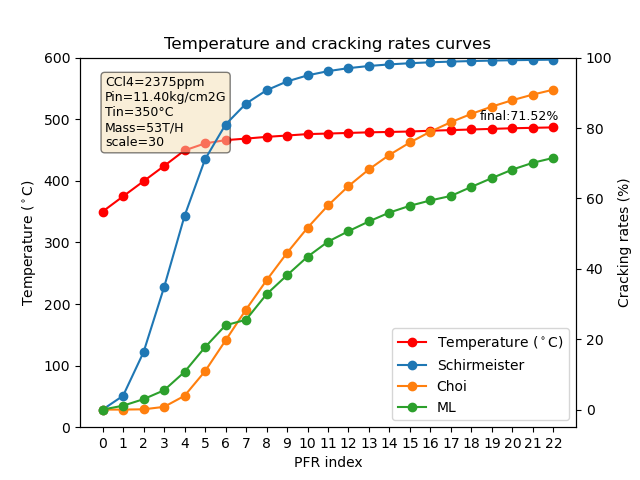 Temperature and cracking rates curves
CCl4=2375ppm
Pin=11.40kg/cm2G
Tin=350°C
Mass=53T/H
scale=30
final:71.52%
Temperature (°C)
600
500
400
300
200
100
0
Cracking rates (%)
100
80
60
40
20
0
Temperature (°C)
Schirmeister
Choi
ML
0 1 2 3 4 5 6 7 8 9 10 11 12 13 14 15 16 17 18 19 20 21 22
PFR index